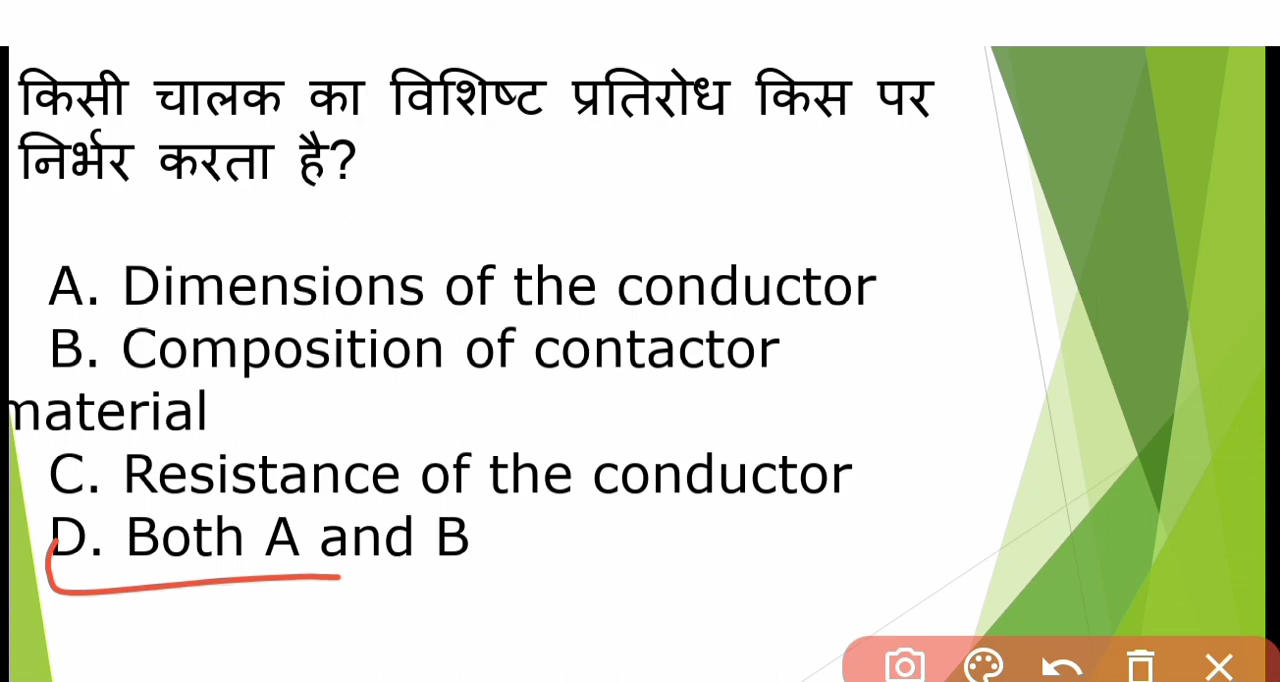 किसी चालक का विशिष्ट प्रतिरोध किस पर
निर्भर करता है?
A. Dimensions of the conductor
B. Composition of contactor
material
C. Resistance of the conductor
D. Both A and B